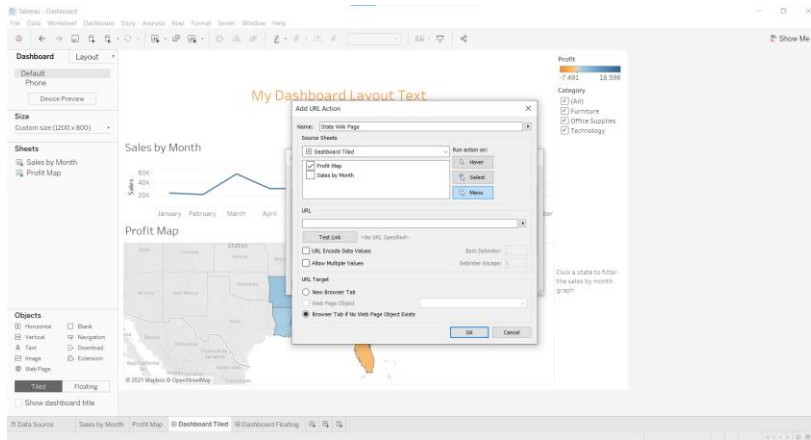 Tableau - Dashboard
File Data Worksheet Dashboard Story Analysis Map Format Server Window Help
Show Me
Dashboard Layout
Default
Phone
Device Preview
Size
Custom size (1200 x 800)
Sheets
Sales by Month
Profit Map
Objects
Horizontal Blank
Vertical Navigation
A Text Download
Image Extension
Web Page
Tiled Floating
Show dashboard title
My Dashboard Layout Text
Sales by Month
Sales
60K
40K
20K
January February March April
Profit Map
© 2021 Mapbox © OpenStreetMap
Profit
-7,491 18,598
Category
(All)
Furniture
Office Supplies
Technology
Click a state to filter
the sales by month
graph
Add URL Action
Name: State Wiki Page
Source Sheets
Dashboard Tiled
Profit Map
Sales by Month
Run action on:
Hover
Select
Menu
URL
Test Link <No URL Specified>
URL Encode Data Values Item Delimiter: ,
Allow Multiple Values Delimiter Escape: \
URL Target
New Browser Tab
Web Page Object
Browser Tab if No Web Page Object Exists
OK Cancel
Data Source Sales by Month Profit Map Dashboard Tiled Dashboard Floating